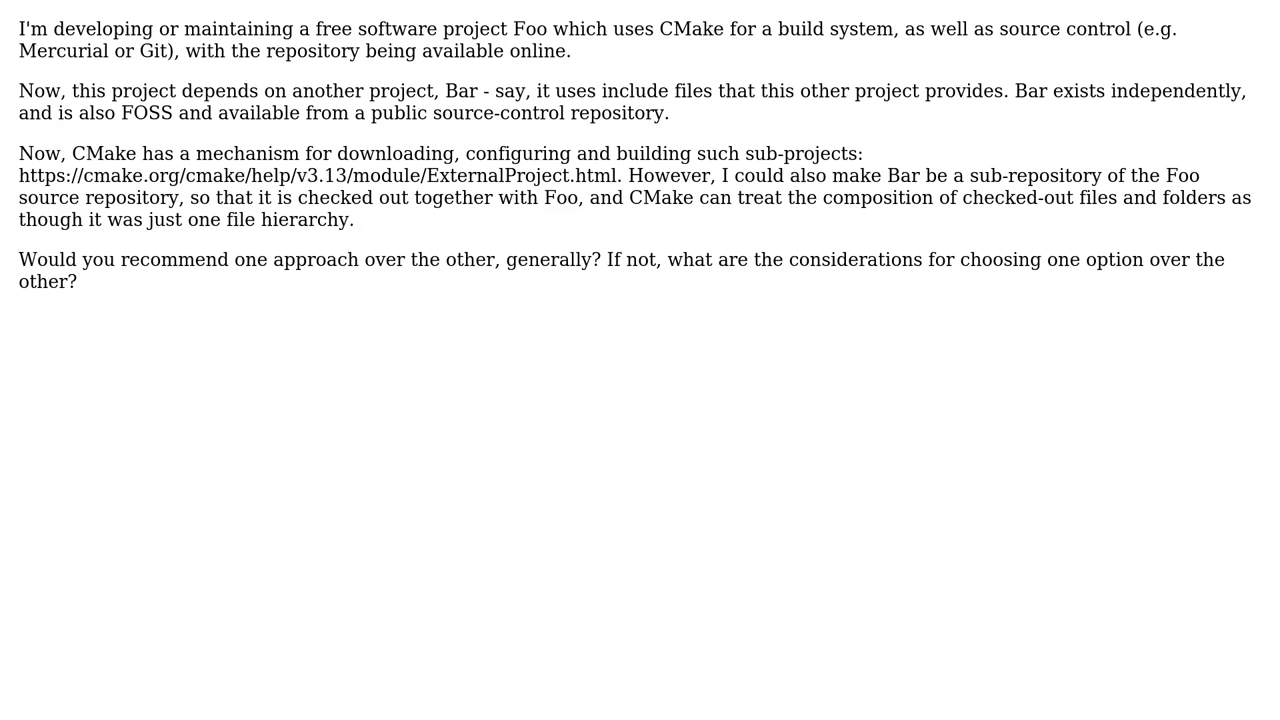 I'm developing or maintaining a free software project Foo which uses CMake for a build system, as well as source control (e.g.
Mercurial or Git), with the repository being available online.
Now, this project depends on another project, Bar - say, it uses include files that this other project provides. Bar exists independently,
and is also FOSS and available from a public source-control repository.
Now, CMake has a mechanism for downloading, configuring and building such sub-projects:
https://cmake.org/cmake/help/v3.13/module/ExternalProject.html. However, I could also make Bar be a sub-repository of the Foo
source repository, so that it is checked out together with Foo, and CMake can treat the composition of checked-out files and folders as
though it was just one file hierarchy.
Would you recommend one approach over the other, generally? If not, what are the considerations for choosing one option over the
other?